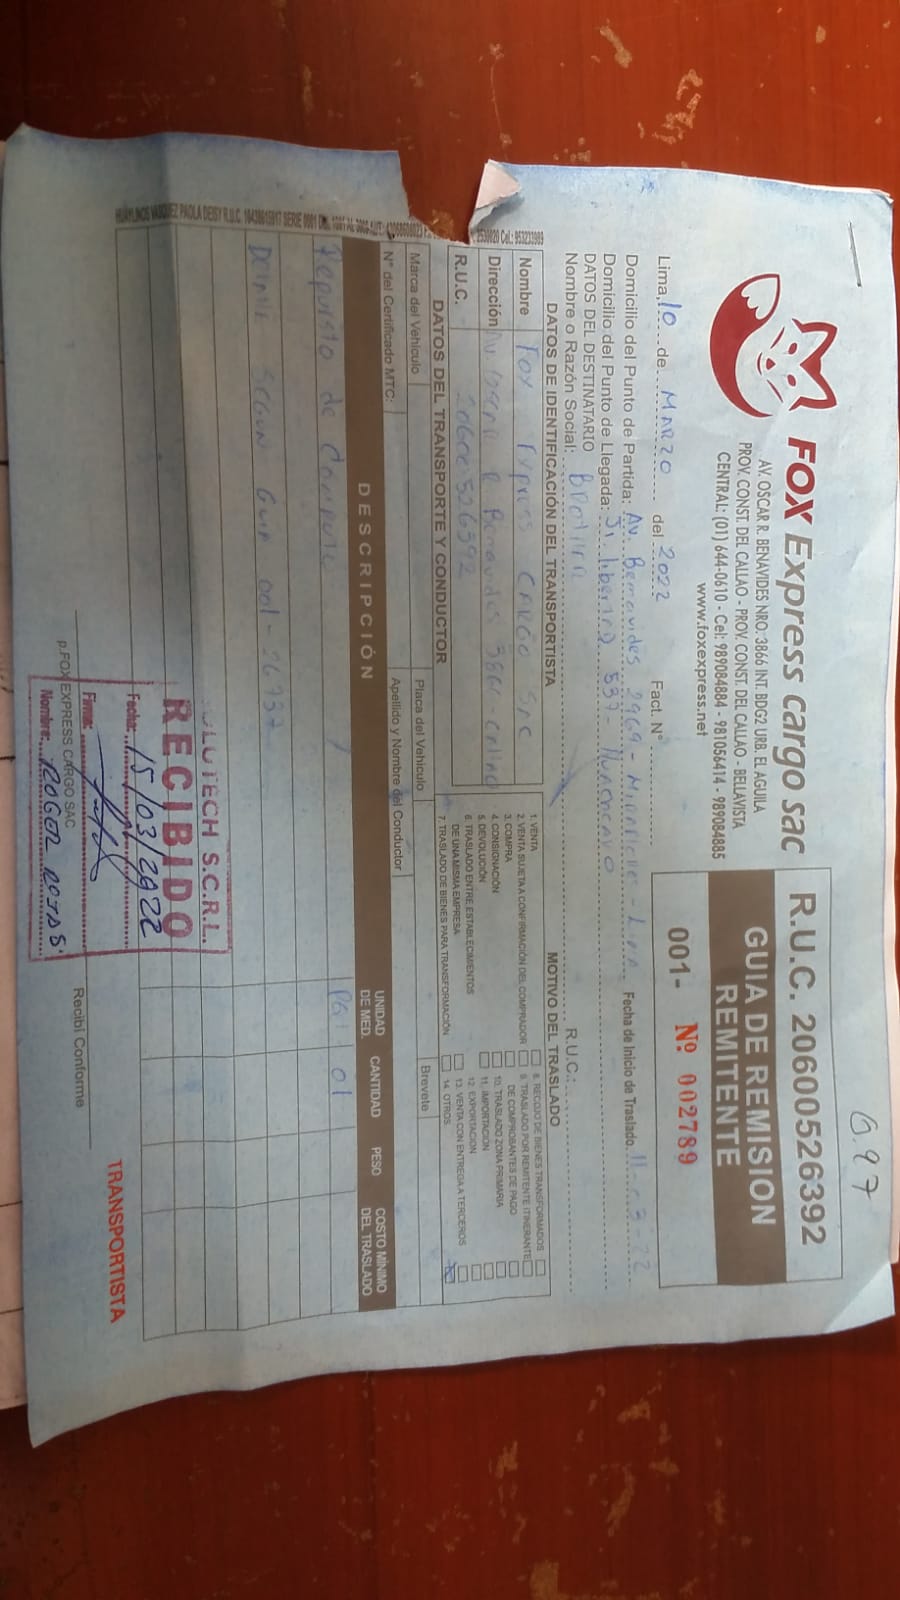 G.97
FOX Express cargo sac
AV. OSCAR R. BENAVIDES NRO: 3866 INT. BDG2 URB. EL AGUILA
PROV. CONST. DEL CALLAO - PROV. CONST. DEL CALLAO - BELLAVISTA
CENTRAL: (01) 644-0610 - Cel: 989084884 - 981056414 - 989084885
www.foxexpress.net
R.U.C. 20600526392
GUIA DE REMISION
REMITENTE
001- Nº 002789
Lima, 10 de MARZO del 2022 Fact. N°
Domicilio del Punto de Partida: Av. Benavides 2969 - Miraflores - Lima Fecha de Inicio de Traslado 11-03-22
Domicilio del Punto de Llegada: Jr. libertad 537 - Huancayo
DATOS DEL DESTINATARIO
Nombre o Razón Social: R.U.C.:
DATOS DE IDENTIFICACIÓN DEL TRANSPORTISTA
Nombre Fox Express CARGO SAC
Dirección Av Oscar R Benavides 3866 - Callao
R.U.C. 20600526392
MOTIVO DEL TRASLADO
1. VENTA
2. VENTA SUJETA A CONFIRMACIÓN DEL COMPRADOR
3. COMPRA
4. CONSIGNACIÓN
5. DEVOLUCIÓN
6. TRASLADO ENTRE ESTABLECIMIENTOS
DE UNA MISMA EMPRESA
7. TRASLADO DE BIENES PARA TRANSFORMACIÓN
8. RECOJO DE BIENES TRANSFORMADOS
9. TRASLADO POR REMITENTE ITINERANTE
DE COMPROBANTES DE PAGO
10. TRASLADO ZONA PRIMARIA
11. IMPORTACION
12. EXPORTACION
13. VENTA CON ENTREGA A TERCEROS
14. OTROS
DATOS DEL TRANSPORTE Y CONDUCTOR
Marca del Vehículo Placa del Vehículo Brevete
N° del Certificado MTC: Apellido y Nombre del Conductor
DESCRIPCIÓN UNIDAD DE MED. CANTIDAD PESO COSTO MÍNIMO DEL TRASLADO
Repuesto de Computo 01
Detalle SEGUN GUIA 001-26737
S.C.R.L.
RECIBIDO
Fecha: 15/03/2022
Firma:
Nombre: ROGER ROJAS
p.FOX EXPRESS CARGO SAC
Recibí Conforme
TRANSPORTISTA